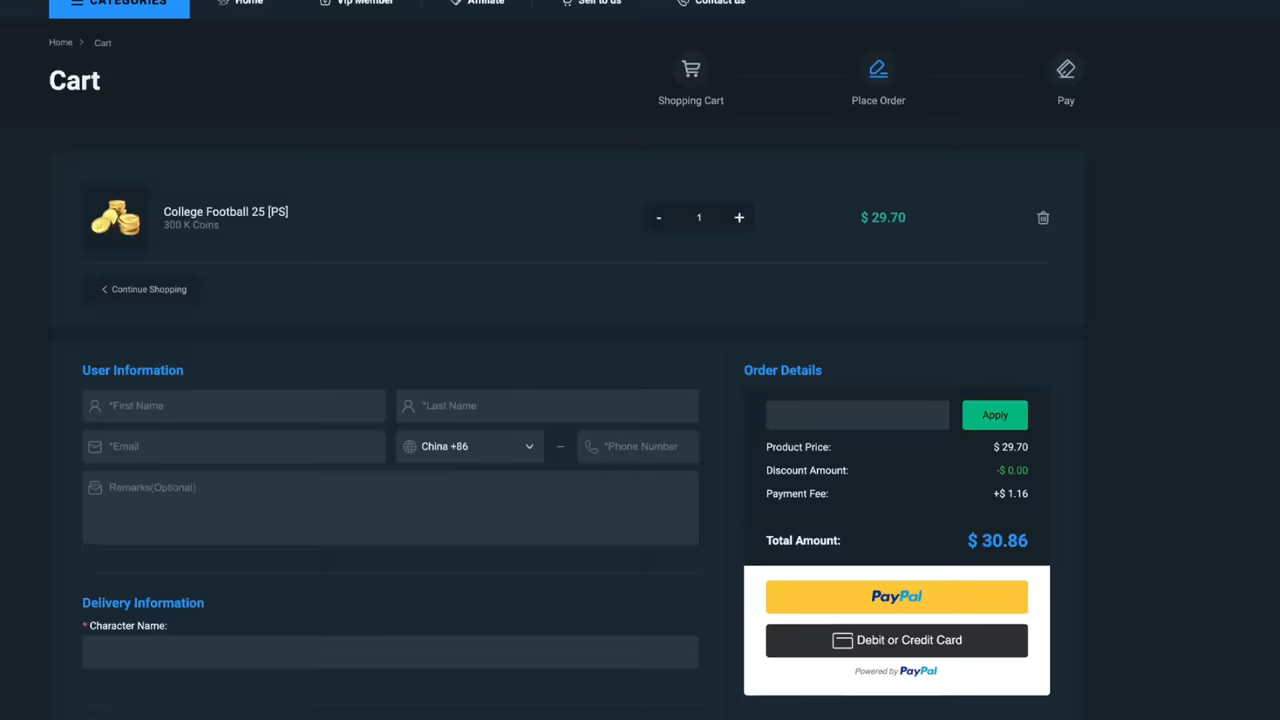 CATEGORIES
Home
Vip Member
Affiliate
Sell to us
Contact us
Home > Cart
Cart
Shopping Cart
Place Order
Pay
College Football 25 [PS]
300 K Coins
- 1 +
$ 29.70
Continue Shopping
User Information
*First Name
*Last Name
*Email
China +86
*Phone Number
Remarks(Optional)
Delivery Information
* Character Name:
Order Details
Apply
Product Price: $ 29.70
Discount Amount: -$ 0.00
Payment Fee: +$ 1.16
Total Amount: $ 30.86
PayPal
Debit or Credit Card
Powered by PayPal